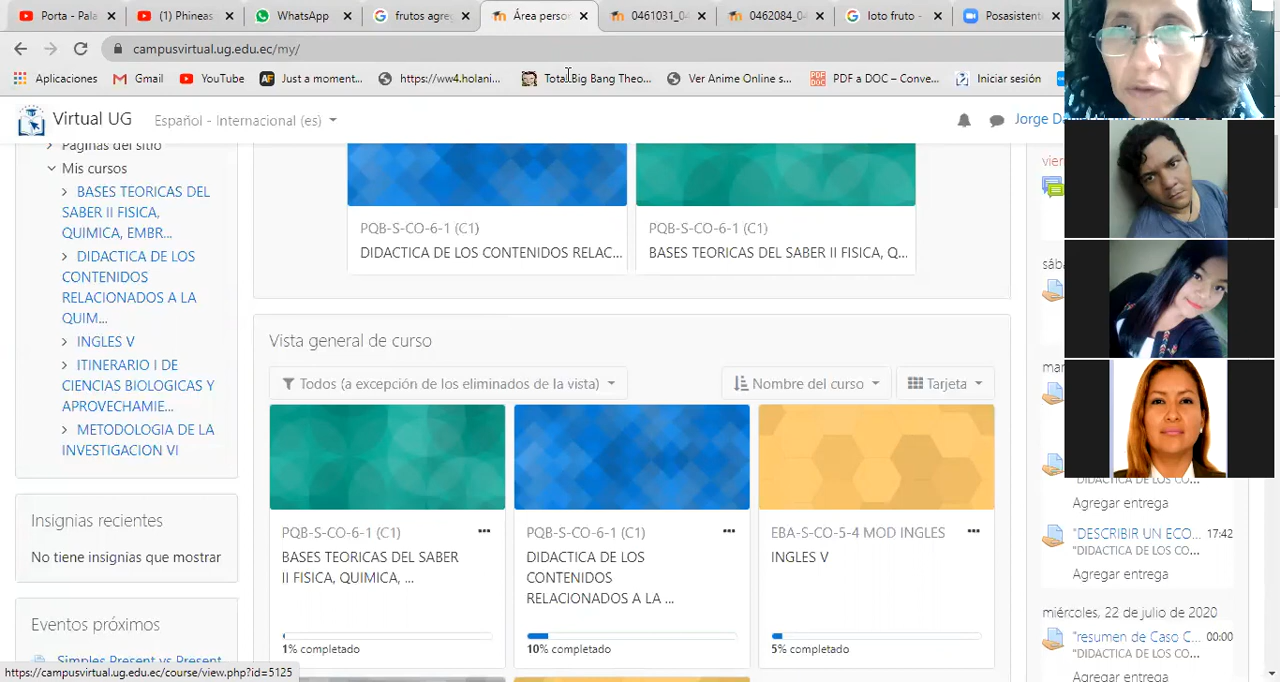 Porta - Pala
(1) Phineas
WhatsApp
frutos agre
Área perso
0461031_04
0462084_04
loto fruto -
Posasistent
campusvirtual.ug.edu.ec/my/
Aplicaciones
Gmail
YouTube
Just a moment...
https://ww4.holani...
Total Big Bang Theo...
Ver Anime Online s...
PDF a DOC – Conve...
Iniciar sesión
Virtual UG
Español - Internacional (es)
Jorge Da
Páginas del sitio
Mis cursos
BASES TEORICAS DEL
SABER II FISICA,
QUIMICA, EMBR...
DIDACTICA DE LOS
CONTENIDOS
RELACIONADOS A LA
QUIM...
INGLES V
ITINERARIO I DE
CIENCIAS BIOLOGICAS Y
APROVECHAMIE...
METODOLOGIA DE LA
INVESTIGACION VI
Insignias recientes
No tiene insignias que mostrar
Eventos próximos
Simples Present vs Present
https://campusvirtual.ug.edu.ec/course/view.php?id=5125
PQB-S-CO-6-1 (C1)
DIDACTICA DE LOS CONTENIDOS RELAC...
PQB-S-CO-6-1 (C1)
BASES TEORICAS DEL SABER II FISICA, Q...
Vista general de curso
Todos (a excepción de los eliminados de la vista)
Nombre del curso
Tarjeta
PQB-S-CO-6-1 (C1)
BASES TEORICAS DEL SABER
II FISICA, QUIMICA, ...
1% completado
PQB-S-CO-6-1 (C1)
DIDACTICA DE LOS
CONTENIDOS
RELACIONADOS A LA ...
10% completado
EBA-S-CO-5-4 MOD INGLES
INGLES V
5% completado
vier
sába
mar
"DIDACTICA DE LOS CO...
Agregar entrega
"DESCRIBIR UN ECO...
17:42
"DIDACTICA DE LOS CO...
Agregar entrega
miércoles, 22 de julio de 2020
"resumen de Caso C...
00:00
"DIDACTICA DE LOS CO...
Agregar entrega